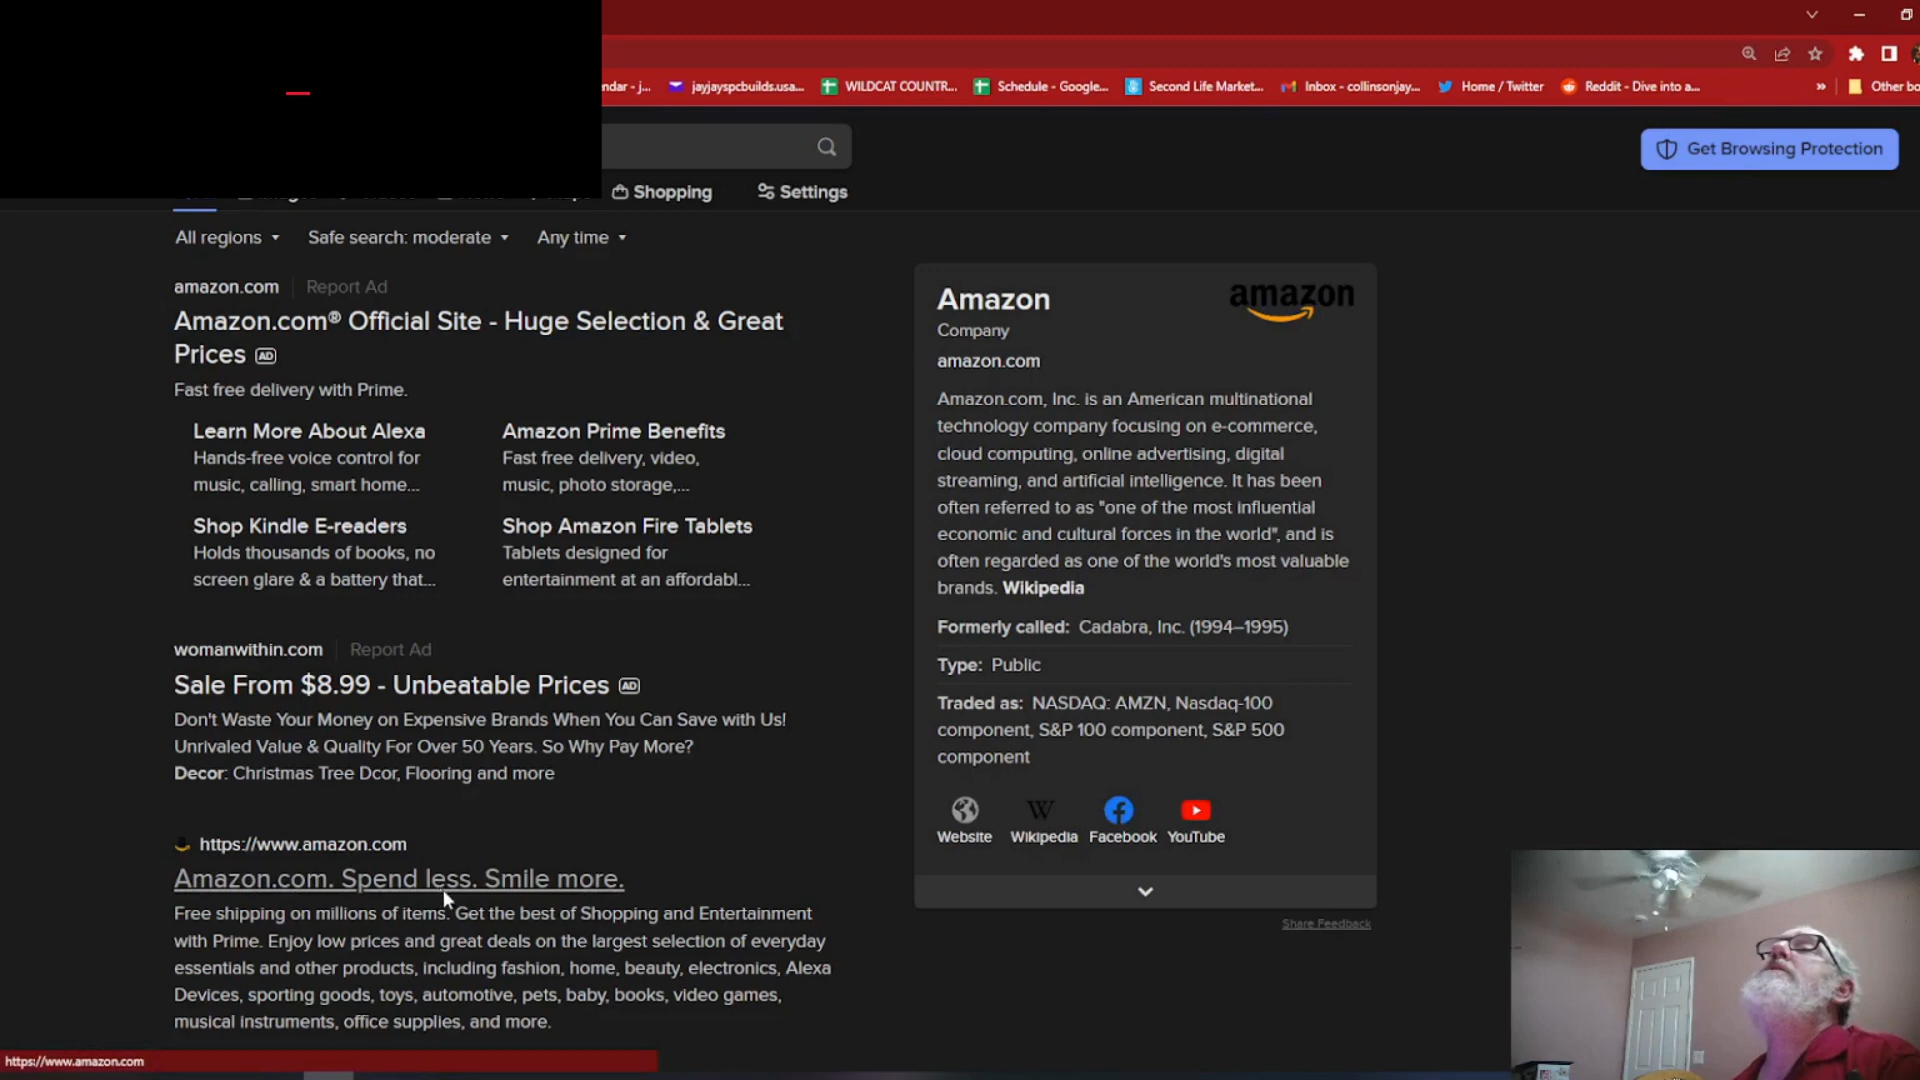 ndar - j...
jayjayspcbuilds.usa...
WILDCAT COUNTR...
Schedule - Google...
Second Life Market...
Inbox - collinsonjay...
Home / Twitter
Reddit - Dive into a...
»
Other bo
Get Browsing Protection
Shopping
Settings
All regions
Safe search: moderate
Any time
amazon.com
Report Ad
Amazon.com® Official Site - Huge Selection & Great
Prices AD
Fast free delivery with Prime.
Learn More About Alexa
Hands-free voice control for
music, calling, smart home...
Amazon Prime Benefits
Fast free delivery, video,
music, photo storage,...
Shop Kindle E-readers
Holds thousands of books, no
screen glare & a battery that...
Shop Amazon Fire Tablets
Tablets designed for
entertainment at an affordabl...
womanwithin.com
Report Ad
Sale From $8.99 - Unbeatable Prices AD
Don't Waste Your Money on Expensive Brands When You Can Save with Us!
Unrivaled Value & Quality For Over 50 Years. So Why Pay More?
Decor: Christmas Tree Dcor, Flooring and more
https://www.amazon.com
Amazon.com. Spend less. Smile more.
Free shipping on millions of items. Get the best of Shopping and Entertainment
with Prime. Enjoy low prices and great deals on the largest selection of everyday
essentials and other products, including fashion, home, beauty, electronics, Alexa
Devices, sporting goods, toys, automotive, pets, baby, books, video games,
musical instruments, office supplies, and more.
Amazon
amazon
Company
amazon.com
Amazon.com, Inc. is an American multinational
technology company focusing on e-commerce,
cloud computing, online advertising, digital
streaming, and artificial intelligence. It has been
often referred to as "one of the most influential
economic and cultural forces in the world", and is
often regarded as one of the world's most valuable
brands. Wikipedia
Formerly called: Cadabra, Inc. (1994–1995)
Type: Public
Traded as: NASDAQ: AMZN, Nasdaq-100
component, S&P 100 component, S&P 500
component
W
Website
Wikipedia
Facebook
YouTube
Share Feedback
https://www.amazon.com